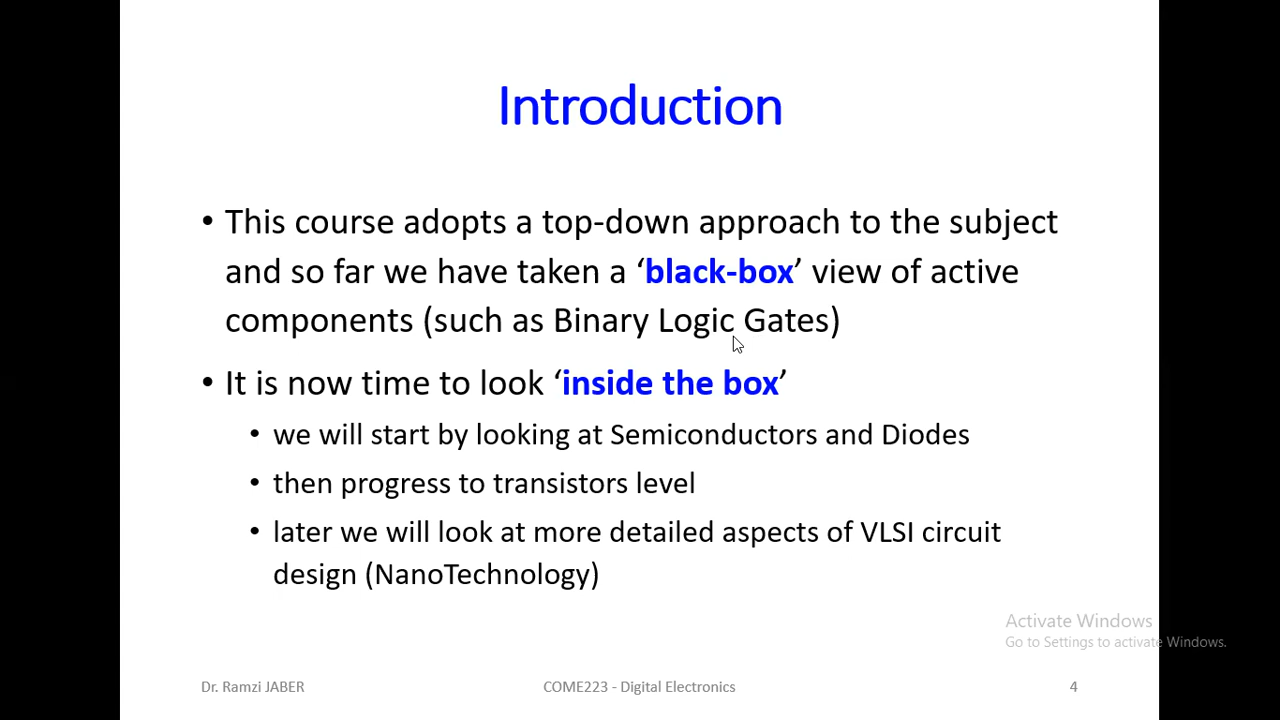 Introduction
• This course adopts a top-down approach to the subject
and so far we have taken a ‘black-box’ view of active
components (such as Binary Logic Gates)
• It is now time to look ‘inside the box’
• we will start by looking at Semiconductors and Diodes
• then progress to transistors level
• later we will look at more detailed aspects of VLSI circuit
design (NanoTechnology)
Activate Windows
Go to Settings to activate Windows.
Dr. Ramzi JABER
COME223 - Digital Electronics
4